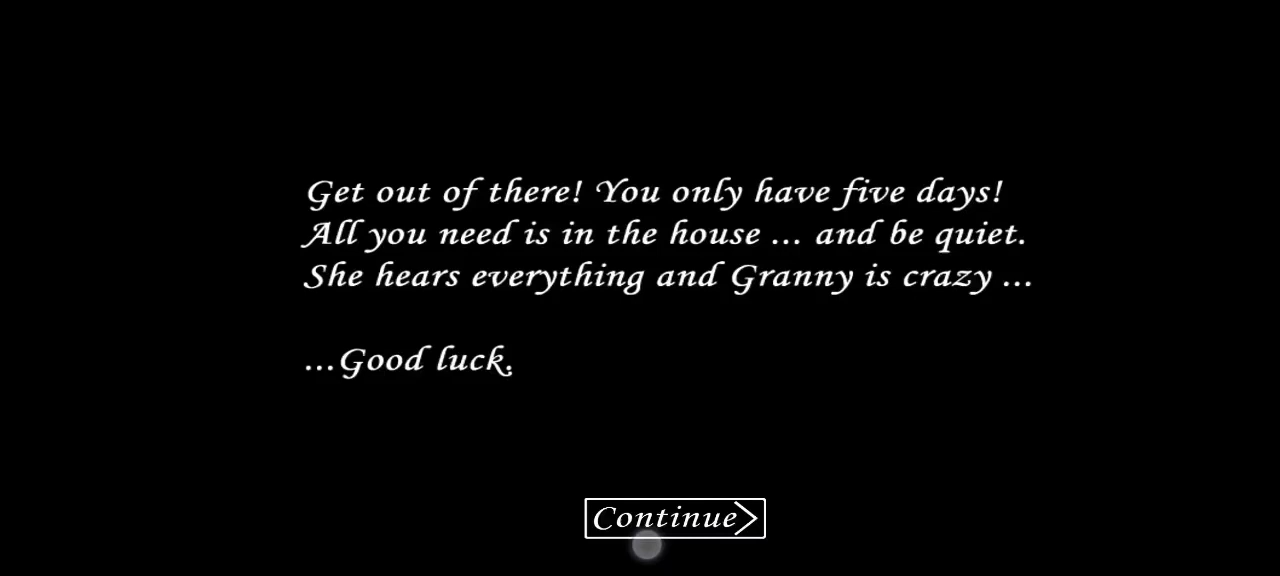 Get out of there! You only have five days!
All you need is in the house ... and be quiet.
She hears everything and Granny is crazy ...
...Good luck.
Continue